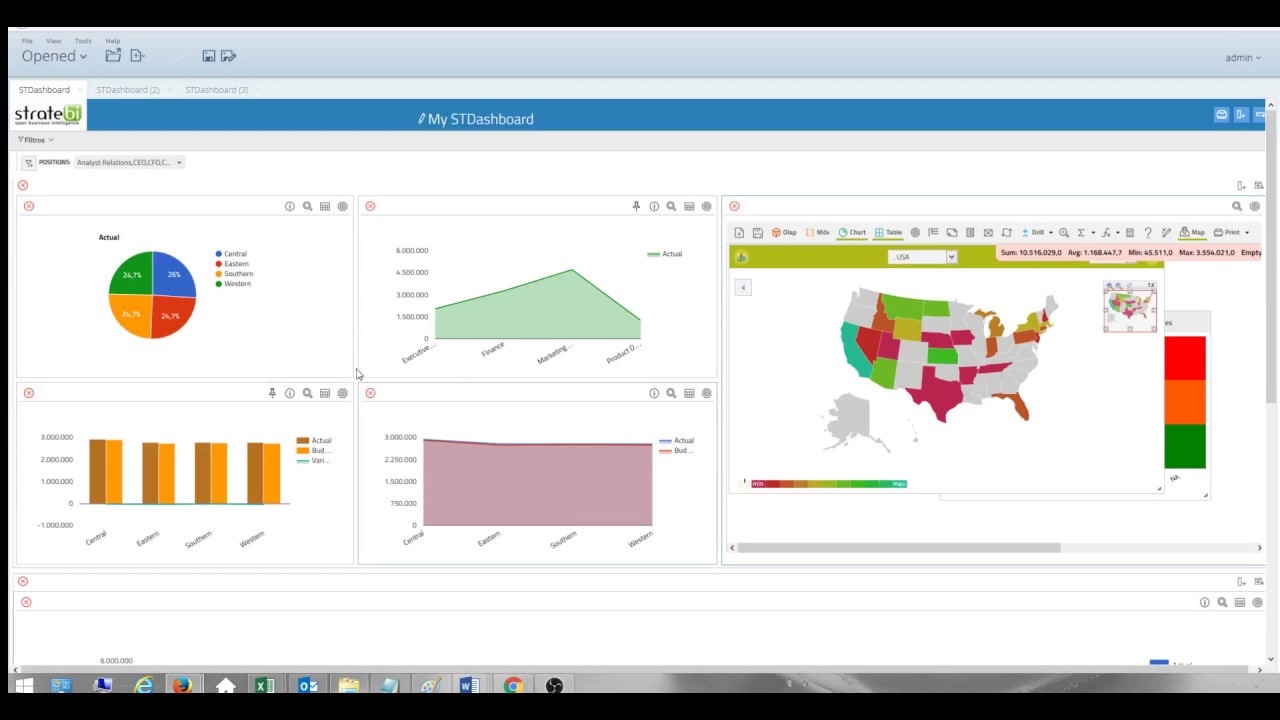 File View Tools Help
Opened
admin
STDashboard STDashboard (2) STDashboard (3)
stratebi
open business intelligence
My STDashboard
Filtros
POSITIONS: Analyst Relations,CEO,CFO,C...
Actual
24,7% 26%
24,7% 24,7%
Central
Eastern
Southern
Western
6.000.000
4.500.000
3.000.000
1.500.000
0
Executive... Finance Marketing... Product D...
Actual
Olap Mdx Chart Table Drill Map Print
USA
Sum: 10.516.029,0 Avg: 1.168.447,7 Min: 45.511,0 Max: 3.554.021,0 Empty
1X
es
NA
min max
3.000.000
2.000.000
1.000.000
0
-1.000.000
Central Eastern Southern Western
Actual
Bud...
Vari...
3.000.000
2.250.000
1.500.000
750.000
0
Central Eastern Southern Western
Actual
Bud...
6.000.000